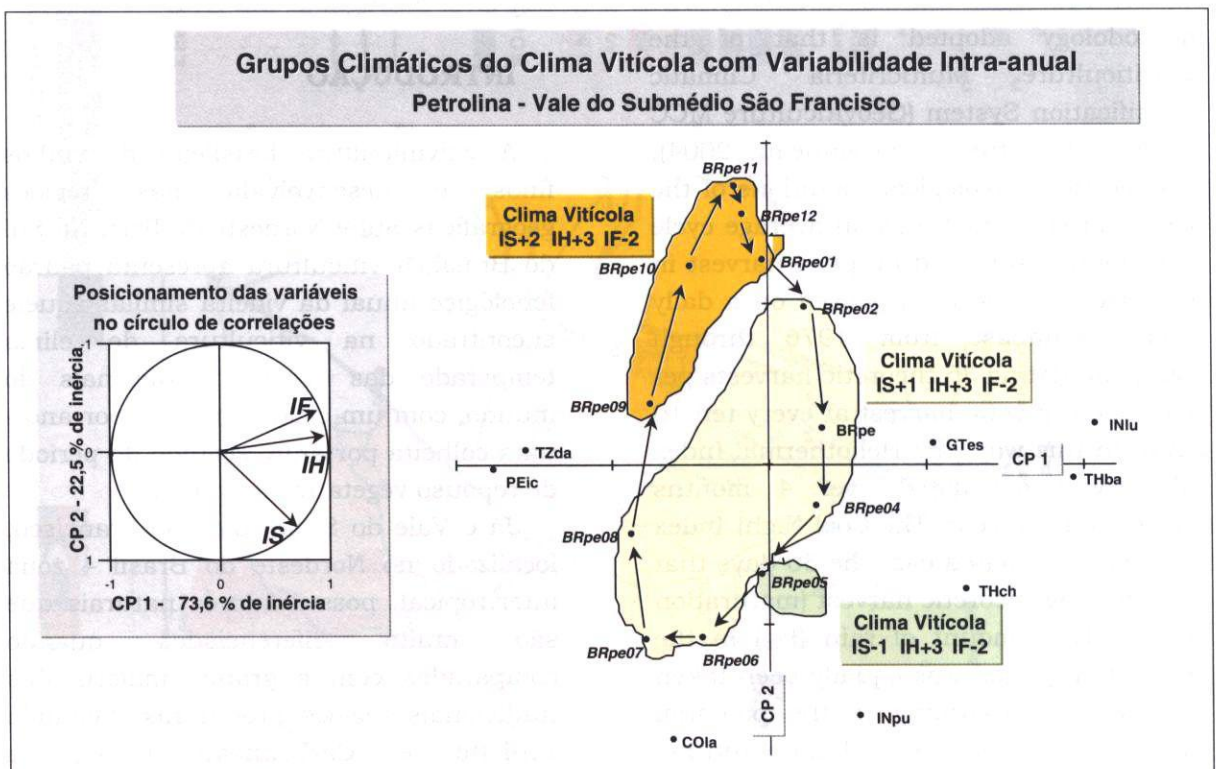 Grupos Climáticos do Clima Vitícola com Variabilidade Intra-anual
Petrolina - Vale do Submédio São Francisco
BRpe11
Clima Vitícola
IS+2 IH+3 IF-2
BRpe12
BRpe10
BRpe01
BRpe02
Posicionamento das variáveis
no círculo de correlações
1
IF
IH
IS
0
-1
-1
0
1
CP 2 - 22,5 % de inércia
CP 1 - 73,6 % de inércia
Clima Vitícola
IS+1 IH+3 IF-2
BRpe09
BRpe
INlu
GTes
TZda
CP 1
PEic
THba
BRpe04
BRpe08
BRpe05
THch
Clima Vitícola
IS-1 IH+3 IF-2
BRpe07
BRpe06
CP 2
INpu
COla